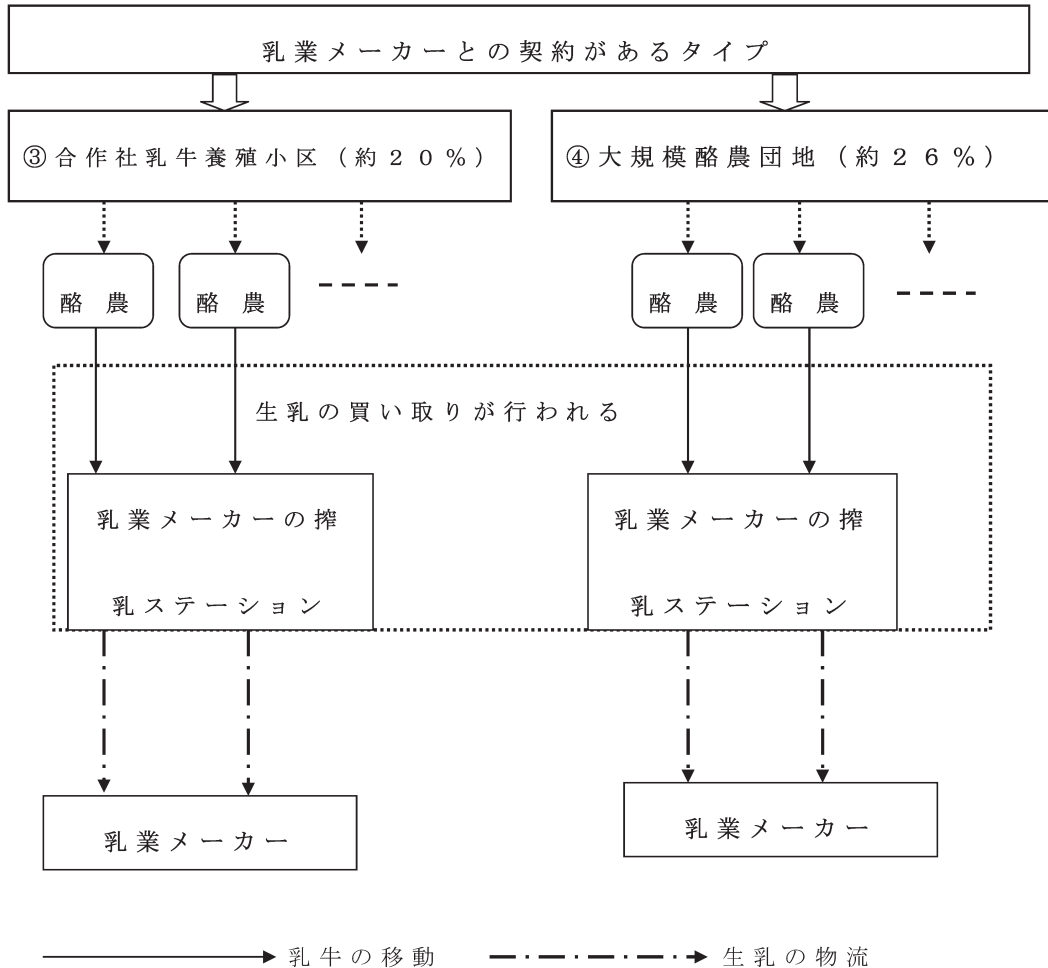 乳業メーカーとの契約があるタイプ
③合作社乳牛養殖小区（約２０％）
④大規模酪農団地（約２６％）
酪農
酪農
酪農
酪農
生乳の買い取りが行われる
乳業メーカーの搾
乳ステーション
乳業メーカーの搾
乳ステーション
乳業メーカー
乳業メーカー
乳牛の移動
生乳の物流